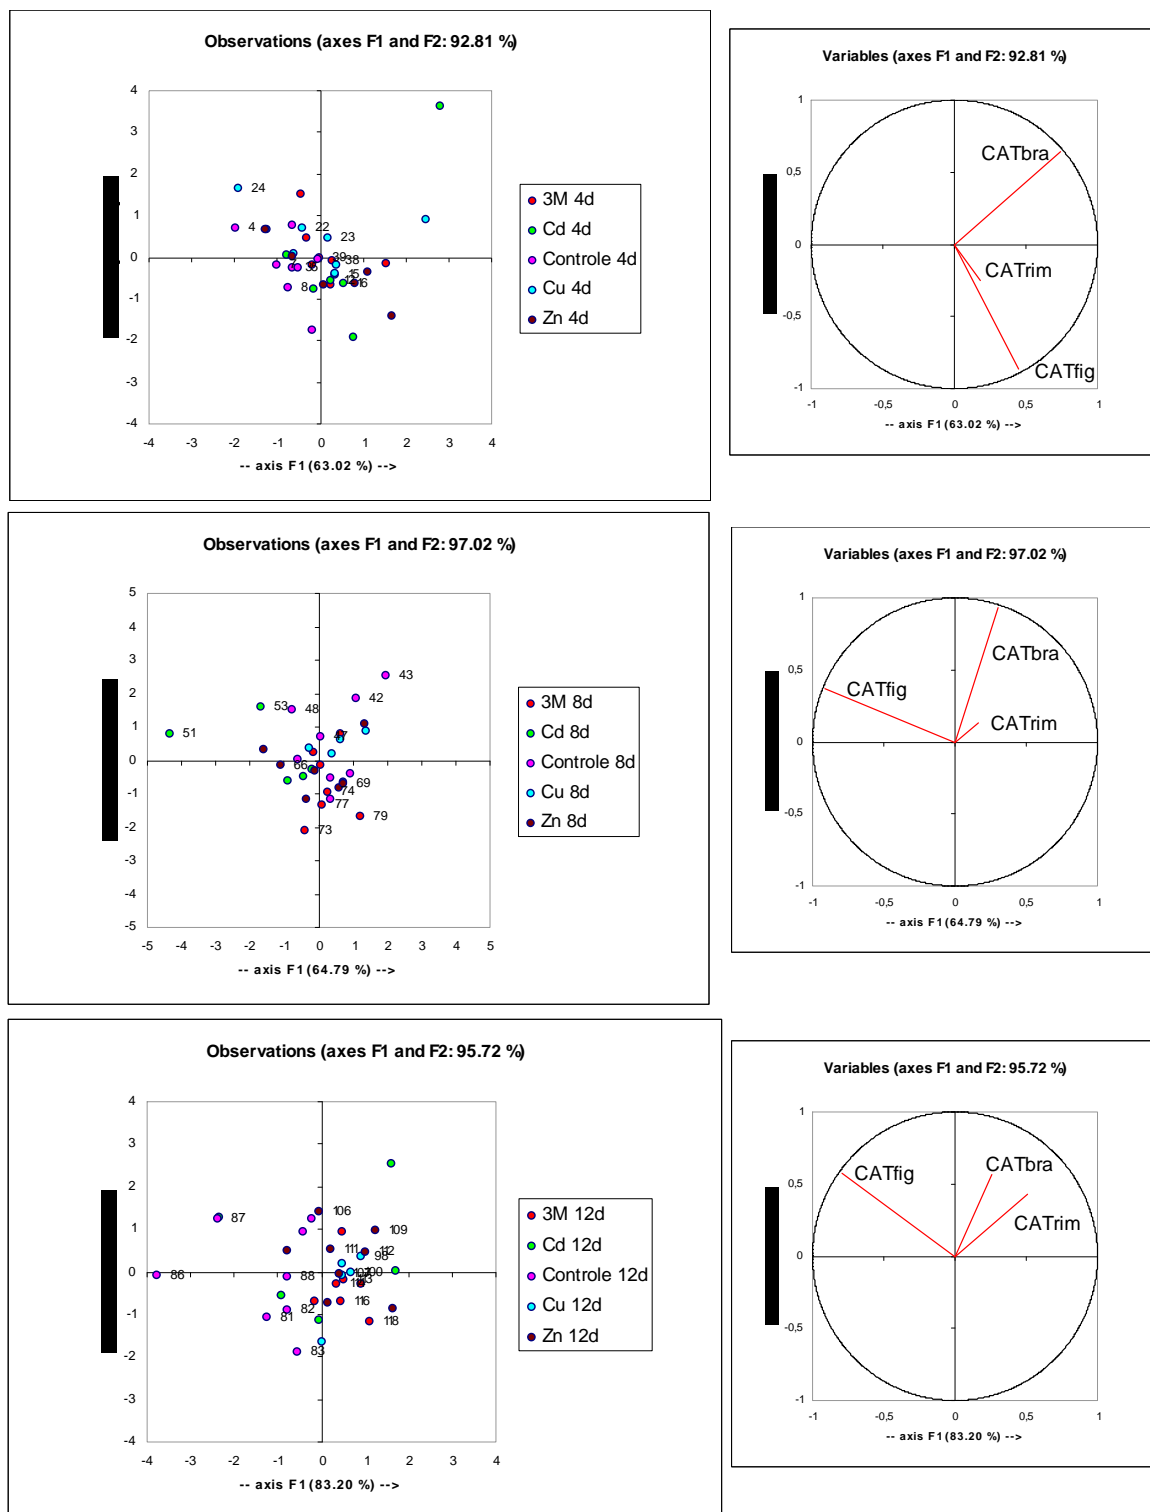 Observations (axes F1 and F2: 92.81 %)
4
3
2
1
0
-1
-2
-3
-4
-4 -3 -2 -1 0 1 2 3 4
24
4
22
23
39
38
8
-- axis F1 (63.02 %) -->
3M 4d
Cd 4d
Controle 4d
Cu 4d
Zn 4d
Variables (axes F1 and F2: 92.81 %)
1
0,5
0
-0,5
-1
-1 -0,5 0 0,5 1
CATbra
CATrim
CATfig
-- axis F1 (63.02 %) -->
Observations (axes F1 and F2: 97.02 %)
5
4
3
2
1
0
-1
-2
-3
-4
-5
-5 -4 -3 -2 -1 0 1 2 3 4 5
43
42
53
48
51
47
66
69
74
77
79
73
-- axis F1 (64.79 %) -->
3M 8d
Cd 8d
Controle 8d
Cu 8d
Zn 8d
Variables (axes F1 and F2: 97.02 %)
1
0,5
0
-0,5
-1
-1 -0,5 0 0,5 1
CATbra
CATfig
CATrim
-- axis F1 (64.79 %) -->
Observations (axes F1 and F2: 95.72 %)
4
3
2
1
0
-1
-2
-3
-4
-4 -3 -2 -1 0 1 2 3 4
87
106
109
111
112
98
86
88
100
82
116
81
118
83
-- axis F1 (83.20 %) -->
3M 12d
Cd 12d
Controle 12d
Cu 12d
Zn 12d
Variables (axes F1 and F2: 95.72 %)
1
0,5
0
-0,5
-1
-1 -0,5 0 0,5 1
CATfig
CATbra
CATrim
-- axis F1 (83.20 %) -->